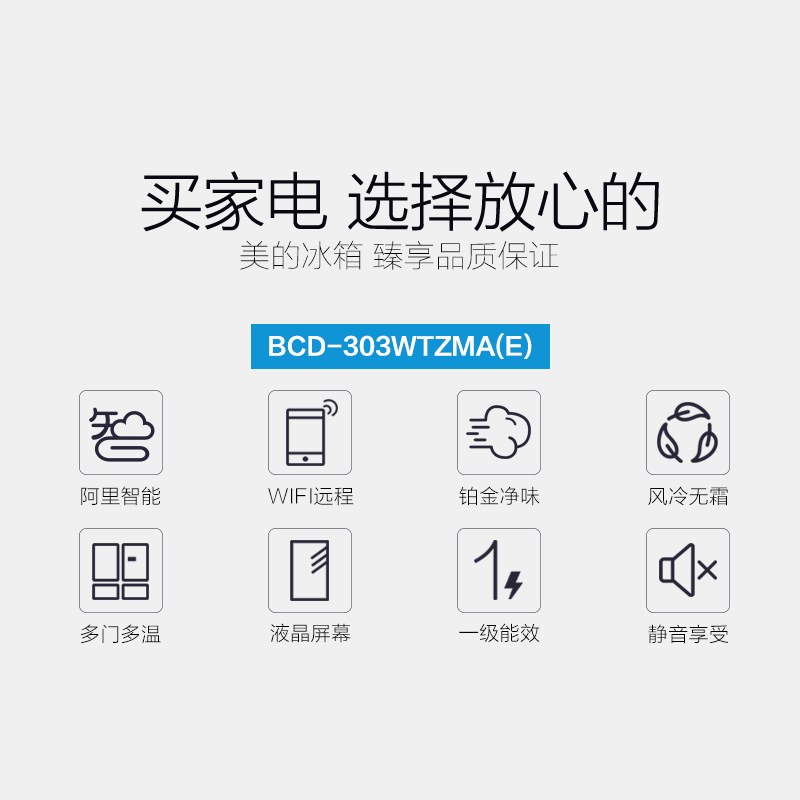 买家电 选择放心的
美的冰箱 臻享品质保证
BCD-303WTZMA(E)
阿里智能 WIFI远程 铂金净味 风冷无霜
多门多温 液晶屏幕 一级能效 静音享受